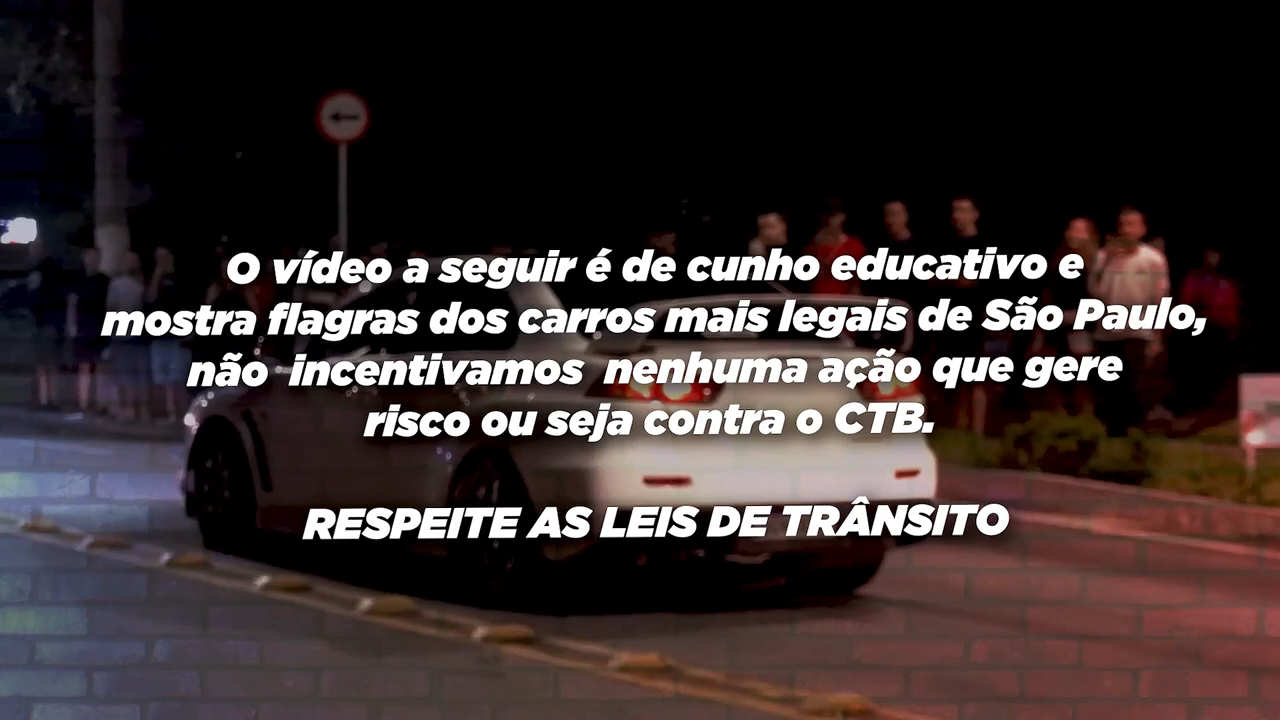 O vídeo a seguir é de cunho educativo e
mostra flagras dos carros mais legais de São Paulo,
não incentivamos nenhuma ação que gere
risco ou seja contra o CTB.
RESPEITE AS LEIS DE TRÂNSITO